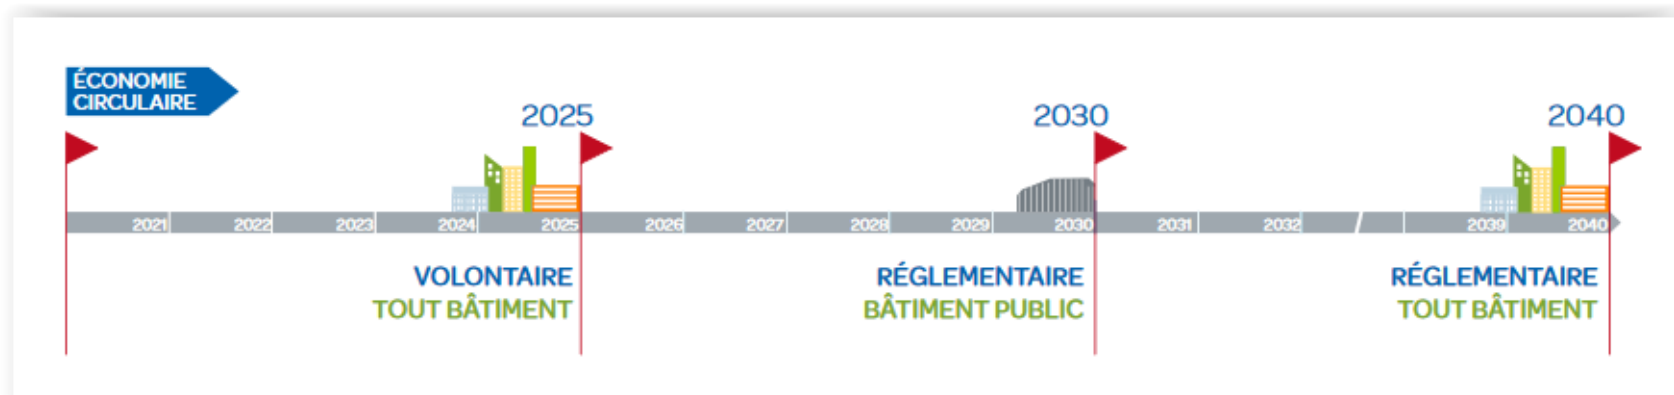 ÉCONOMIE
CIRCULAIRE
2025
2030
2040
2021 2022 2023 2024 2025 2026 2027 2028 2029 2030 2031 2032 / 2039 2040
VOLONTAIRE
TOUT BÂTIMENT
RÉGLEMENTAIRE
BÂTIMENT PUBLIC
RÉGLEMENTAIRE
TOUT BÂTIMENT